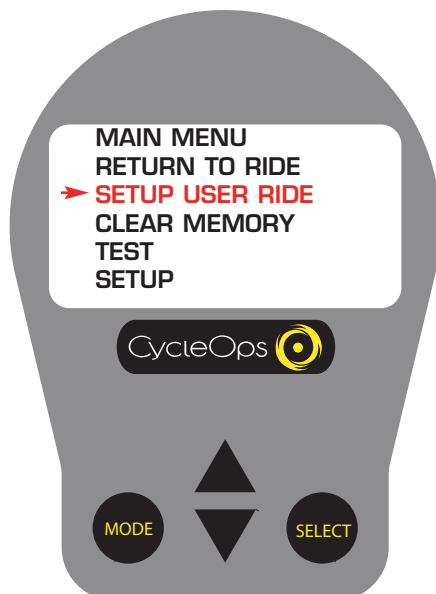 MAIN MENU
RETURN TO RIDE
SETUP USER RIDE
CLEAR MEMORY
TEST
SETUP
CycleOps
MODE
SELECT